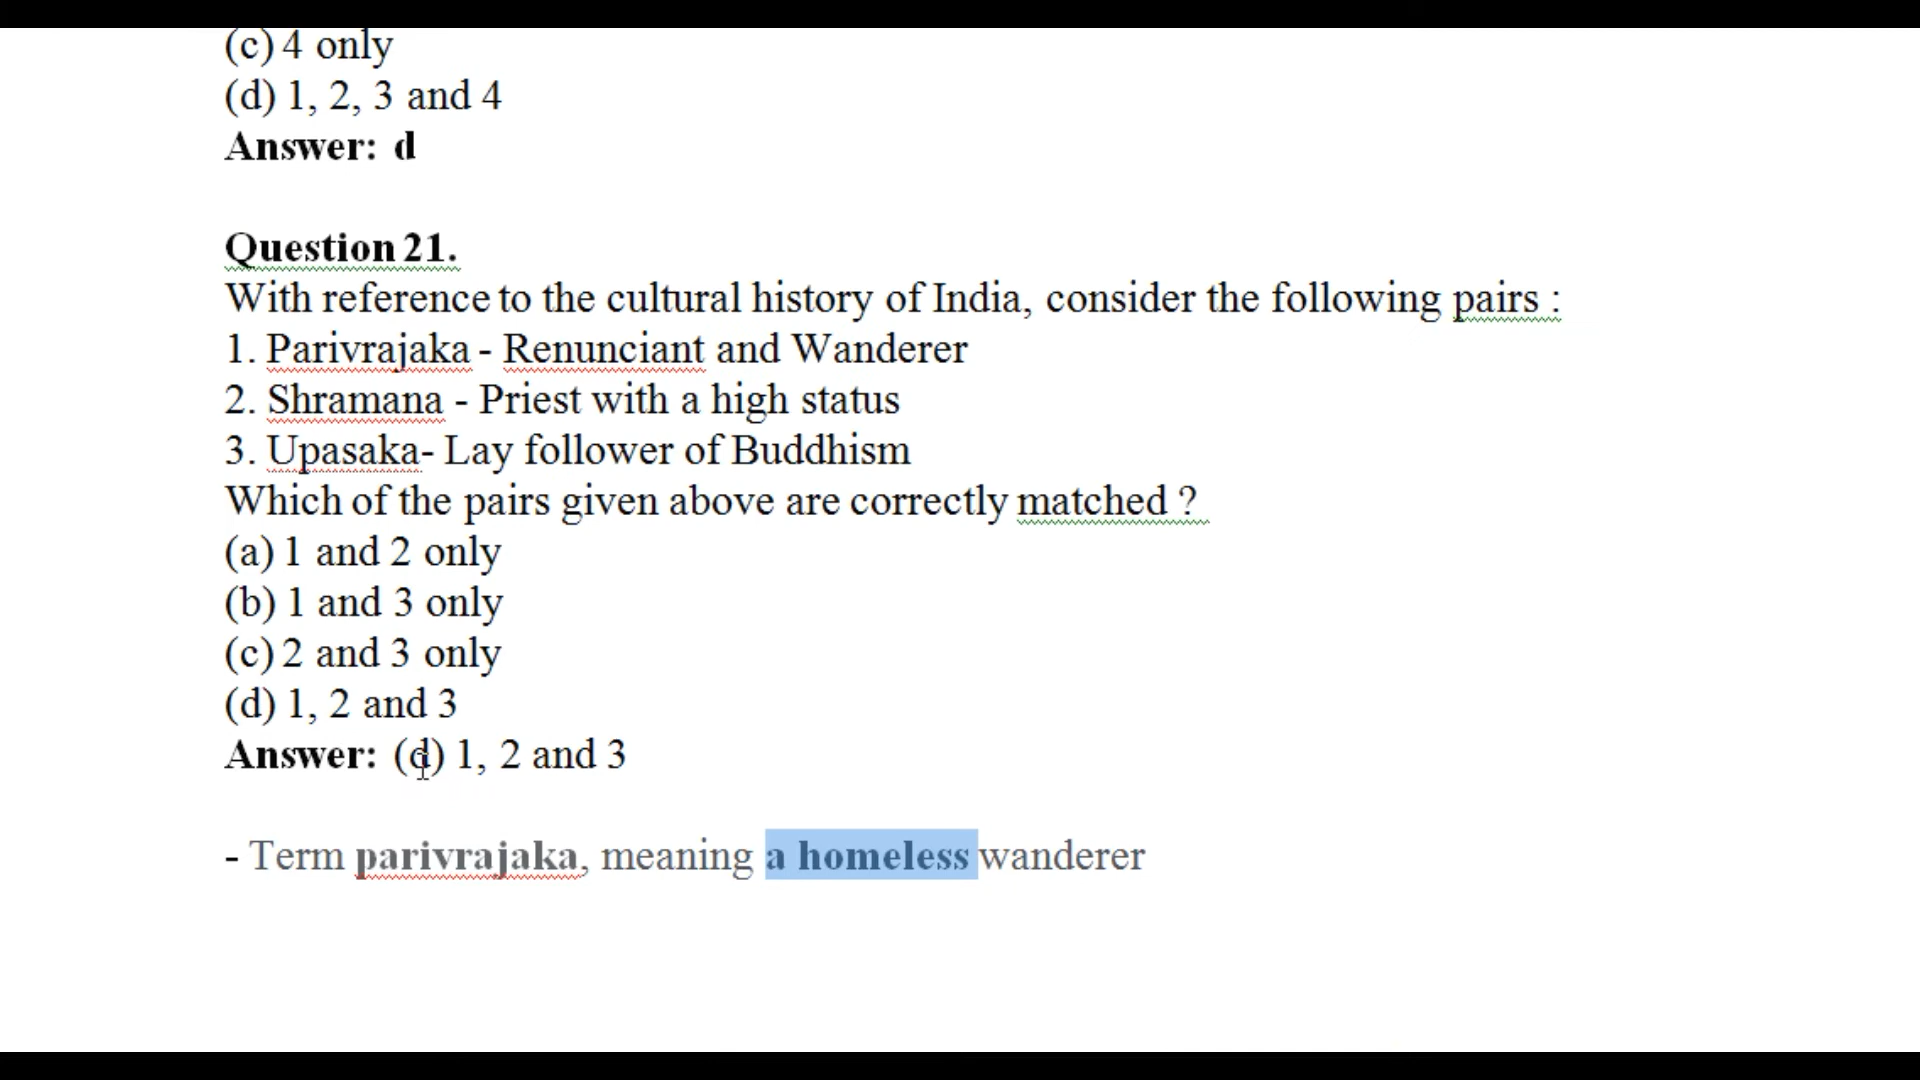 (c) 4 only
(d) 1, 2, 3 and 4
Answer: d
Question 21.
With reference to the cultural history of India, consider the following pairs :
1. Parivrajaka - Renunciant and Wanderer
2. Shramana - Priest with a high status
3. Upasaka- Lay follower of Buddhism
Which of the pairs given above are correctly matched ?
(a) 1 and 2 only
(b) 1 and 3 only
(c) 2 and 3 only
(d) 1, 2 and 3
Answer: (d) 1, 2 and 3
- Term parivrajaka, meaning a homeless wanderer